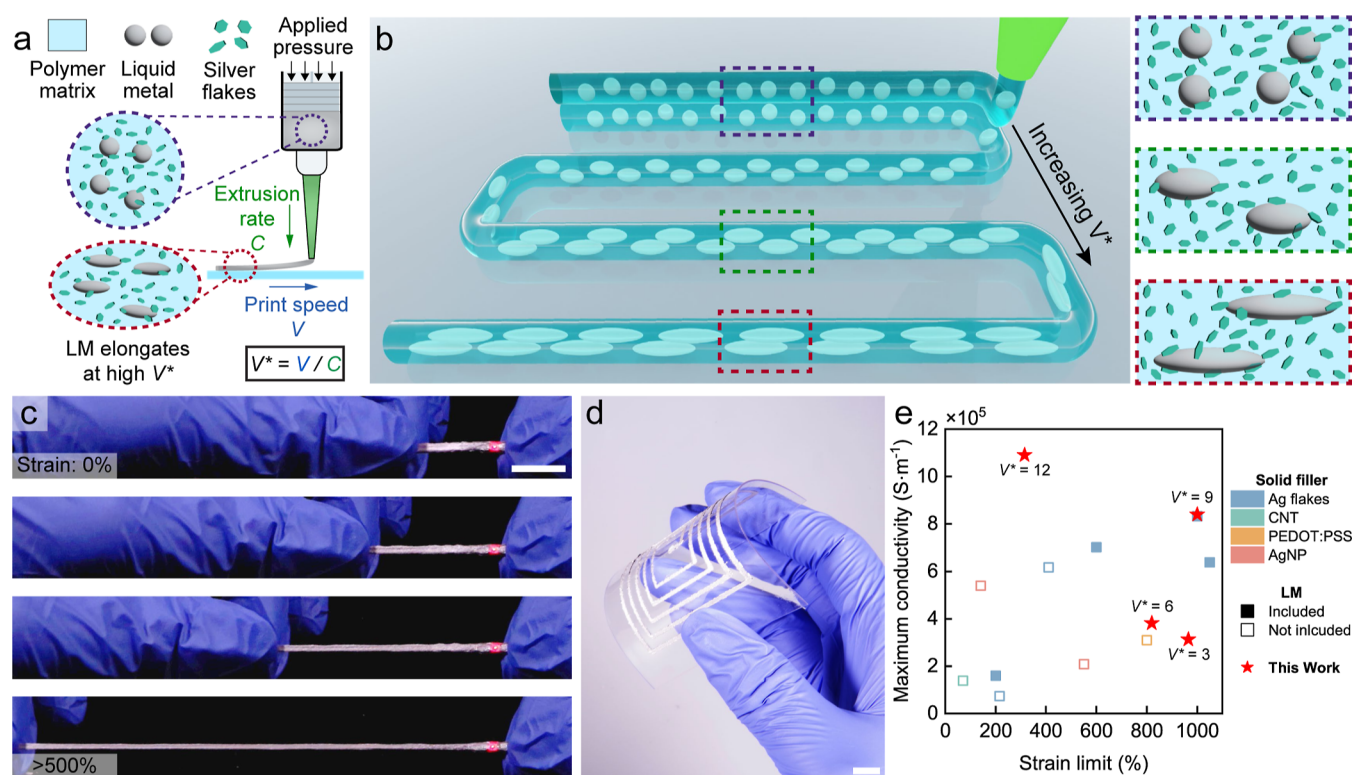 a
Polymer
matrix
Liquid
metal
Silver
flakes
Applied
pressure
Extrusion
rate
C
Print speed
V
LM elongates
at high V*
V* = V / C
b
Increasing V*
c
Strain: 0%
>500%
d
e
×10⁵
Maximum conductivity (S·m⁻¹)
12
10
8
6
4
2
0
V* = 12
V* = 9
V* = 6
V* = 3
0
200
400
600
800
1000
Strain limit (%)
Solid filler
Ag flakes
CNT
PEDOT:PSS
AgNP
LM
Included
Not inlcuded
This Work